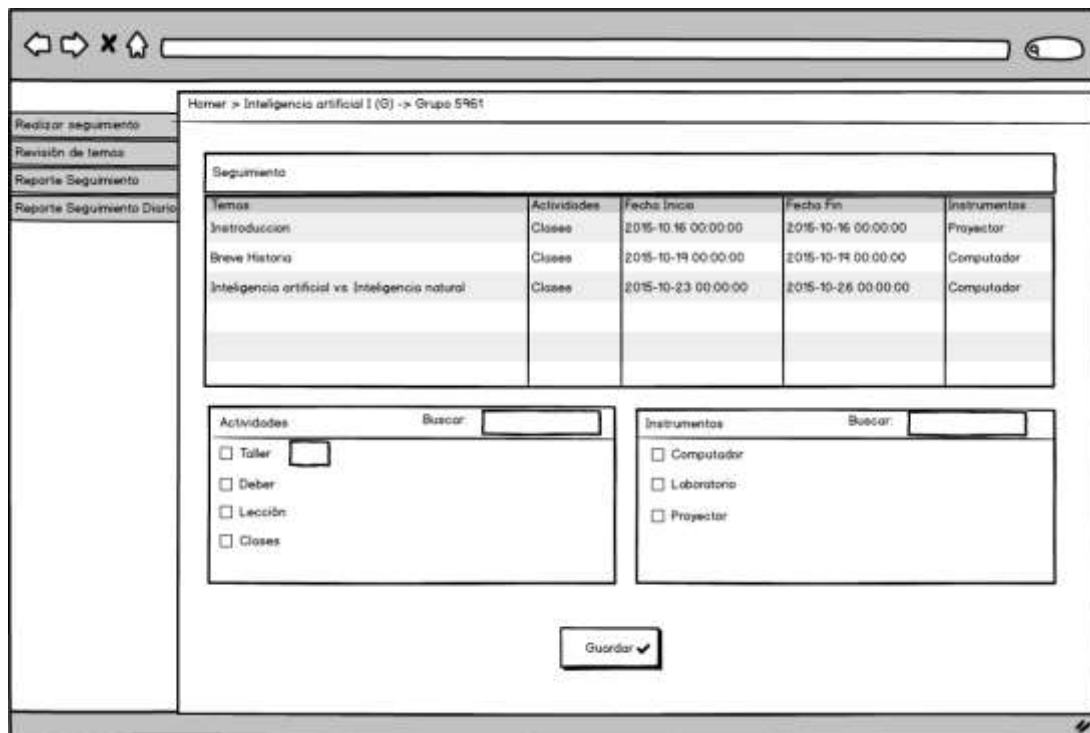 Homer > Inteligencia artificial I (G) -> Grupo 5961
Realizar seguimiento
Revisión de temas
Reporte Seguimiento
Reporte Seguimiento Diario
Seguimiento
Temas Actividades Fecha Inicio Fecha Fin Instrumentos
Instroduccion Clases 2015-10.16 00:00:00 2015-10-16 00:00:00 Proyector
Breve Historia Clases 2015-10-19 00:00:00 2015-10-19 00:00:00 Computador
Inteligencia artificial vs. Inteligencia natural Clases 2015-10-23 00:00:00 2015-10-26 00:00:00 Computador
Actividades Buscar:
Taller
Deber
Lección
Clases
Instrumentos Buscar:
Computador
Laboratorio
Proyector
Guardar